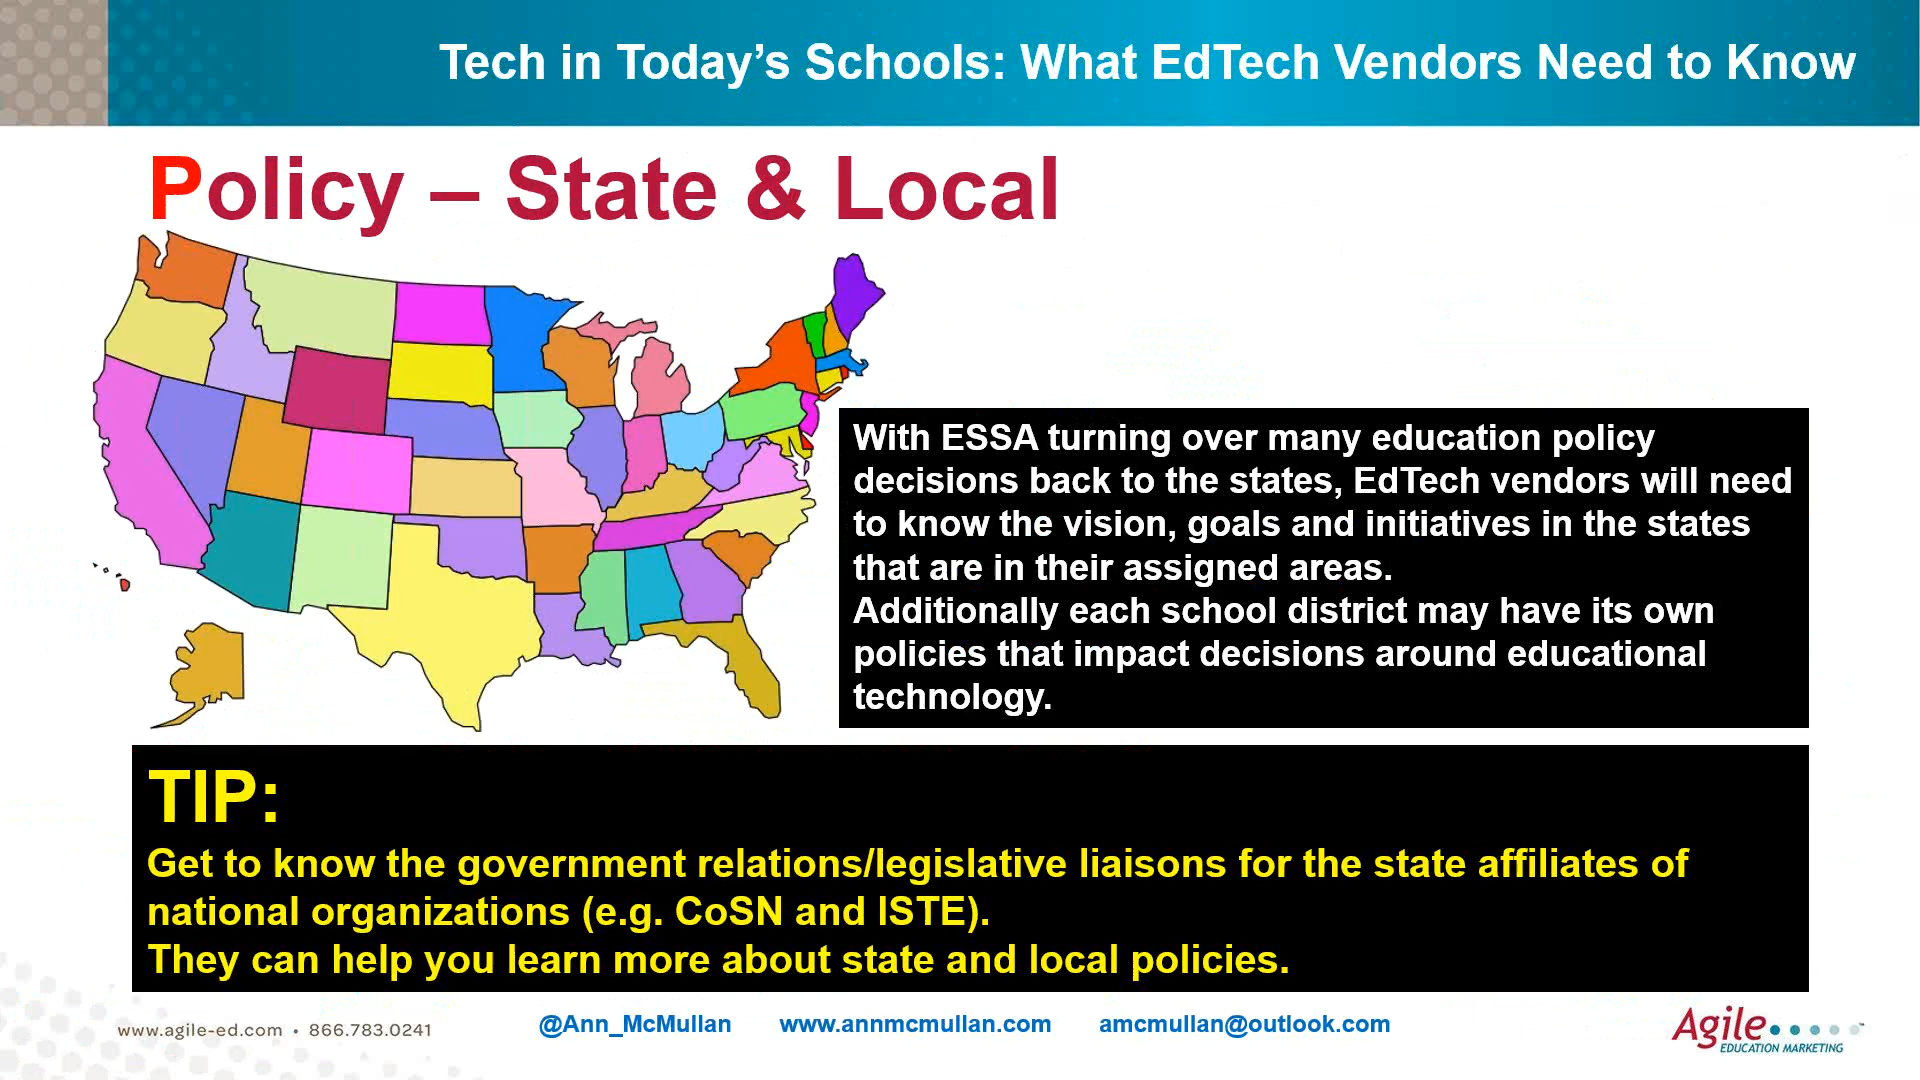 Tech in Today’s Schools: What EdTech Vendors Need to Know
Policy – State & Local
With ESSA turning over many education policy
decisions back to the states, EdTech vendors will need
to know the vision, goals and initiatives in the states
that are in their assigned areas.
Additionally each school district may have its own
policies that impact decisions around educational
technology.
TIP:
Get to know the government relations/legislative liaisons for the state affiliates of
national organizations (e.g. CoSN and ISTE).
They can help you learn more about state and local policies.
www.agile-ed.com • 866.783.0241
@Ann_McMullan www.annmcmullan.com amcmullan@outlook.com
Agile
EDUCATION MARKETING